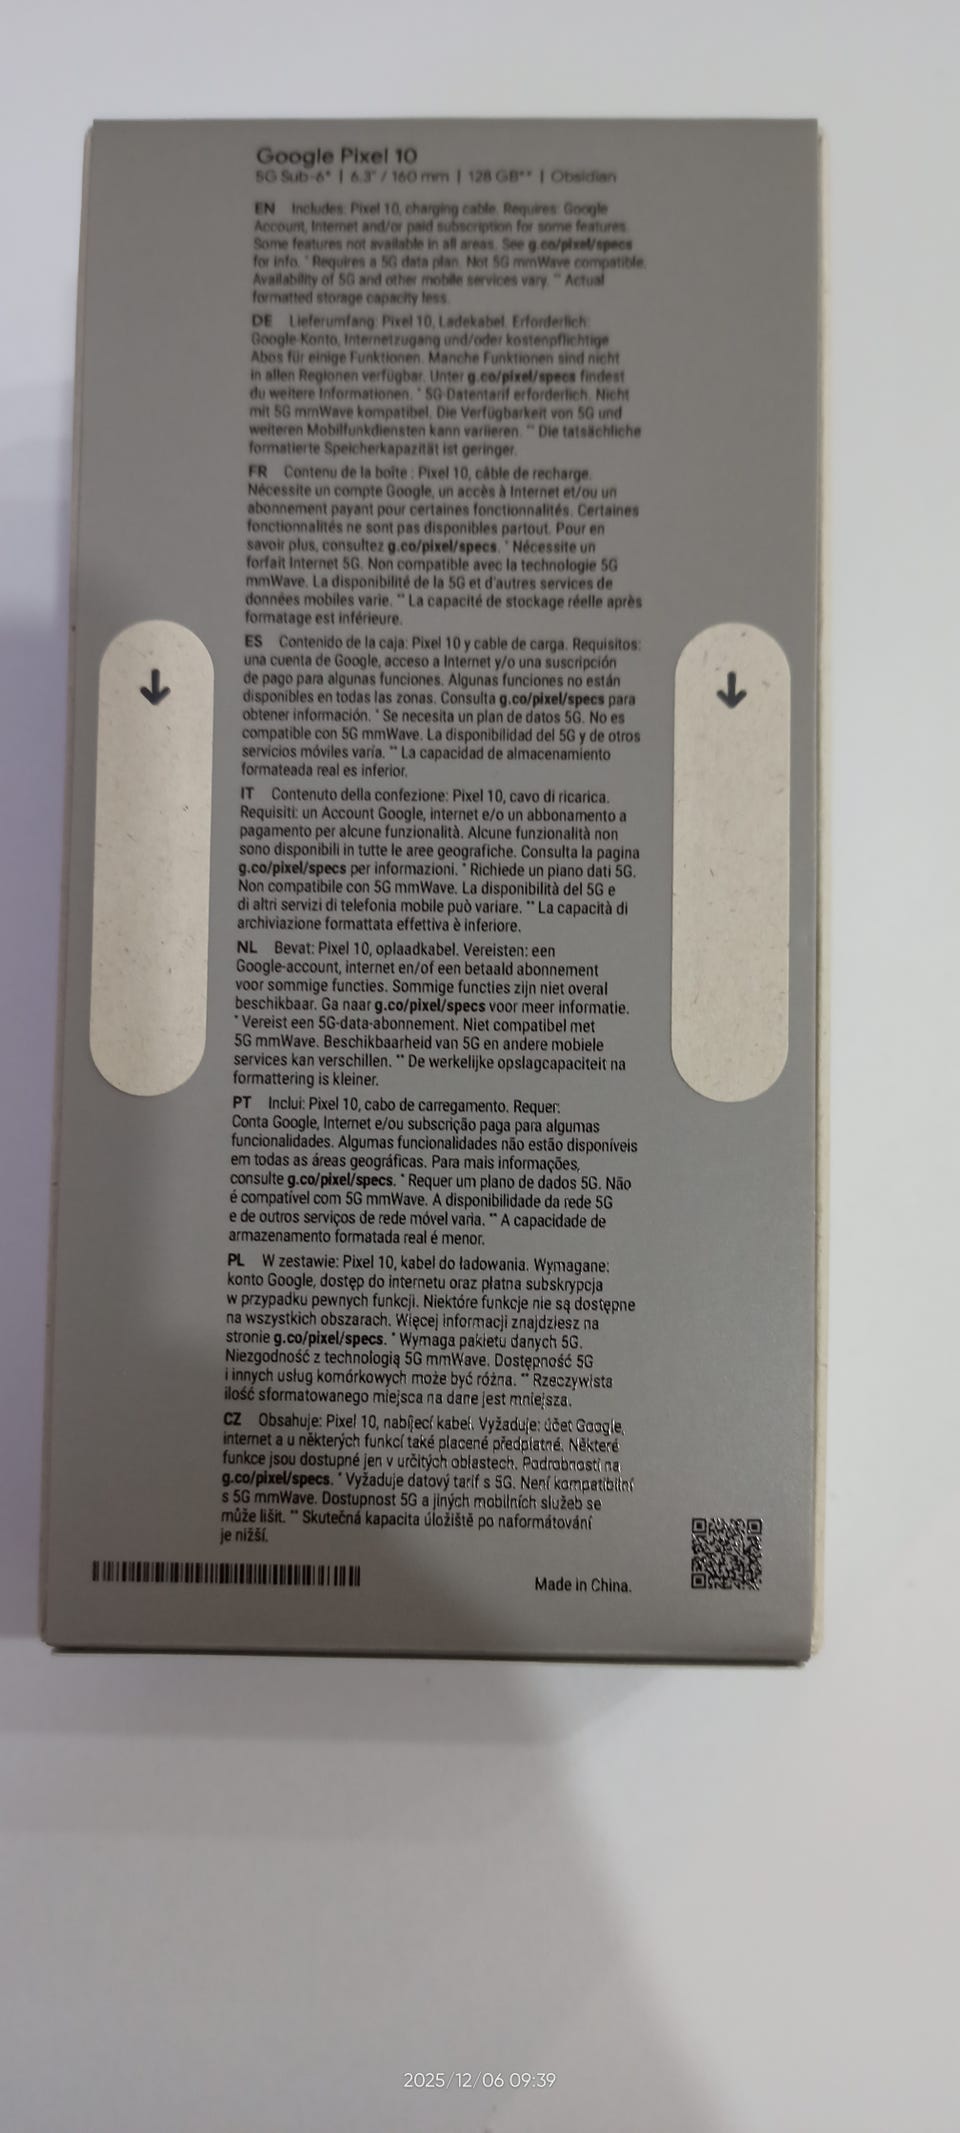 Google Pixel 10
5G Sub-6* | 6.3" / 160 mm | 128 GB** | Obsidian
EN Includes: Pixel 10, charging cable. Requires: Google
Account, Internet and/or paid subscription for some features.
Some features not available in all areas. See g.co/pixel/specs
for info. * Requires a 5G data plan. Not 5G mmWave compatible.
Availability of 5G and other mobile services vary. ** Actual
formatted storage capacity less.
DE Lieferumfang: Pixel 10, Ladekabel. Erforderlich:
Google-Konto, Internetzugang und/oder kostenpflichtige
Abos für einige Funktionen. Manche Funktionen sind nicht
in allen Regionen verfügbar. Unter g.co/pixel/specs findest
du weitere Informationen. * 5G-Datentarif erforderlich. Nicht
mit 5G mmWave kompatibel. Die Verfügbarkeit von 5G und
weiteren Mobilfunkdiensten kann variieren. ** Die tatsächliche
formatierte Speicherkapazität ist geringer.
FR Contenu de la boîte : Pixel 10, câble de recharge.
Nécessite un compte Google, un accès à Internet et/ou un
abonnement payant pour certaines fonctionnalités. Certaines
fonctionnalités ne sont pas disponibles partout. Pour en
savoir plus, consultez g.co/pixel/specs. * Nécessite un
forfait Internet 5G. Non compatible avec la technologie 5G
mmWave. La disponibilité de la 5G et d'autres services de
données mobiles varie. ** La capacité de stockage réelle après
formatage est inférieure.
ES Contenido de la caja: Pixel 10 y cable de carga. Requisitos:
una cuenta de Google, acceso a Internet y/o una suscripción
de pago para algunas funciones. Algunas funciones no están
disponibles en todas las zonas. Consulta g.co/pixel/specs para
obtener información. * Se necesita un plan de datos 5G. No es
compatible con 5G mmWave. La disponibilidad del 5G y de otros
servicios móviles varía. ** La capacidad de almacenamiento
formateada real es inferior.
IT Contenuto della confezione: Pixel 10, cavo di ricarica.
Requisiti: un Account Google, internet e/o un abbonamento a
pagamento per alcune funzionalità. Alcune funzionalità non
sono disponibili in tutte le aree geografiche. Consulta la pagina
g.co/pixel/specs per informazioni. * Richiede un piano dati 5G.
Non compatibile con 5G mmWave. La disponibilità del 5G e
di altri servizi di telefonia mobile può variare. ** La capacità di
archiviazione formattata effettiva è inferiore.
NL Bevat: Pixel 10, oplaadkabel. Vereisten: een
Google-account, internet en/of een betaald abonnement
voor sommige functies. Sommige functies zijn niet overal
beschikbaar. Ga naar g.co/pixel/specs voor meer informatie.
* Vereist een 5G-data-abonnement. Niet compatibel met
5G mmWave. Beschikbaarheid van 5G en andere mobiele
services kan verschillen. ** De werkelijke opslagcapaciteit na
formattering is kleiner.
PT Inclui: Pixel 10, cabo de carregamento. Requer:
Conta Google, Internet e/ou subscrição paga para algumas
funcionalidades. Algumas funcionalidades não estão disponíveis
em todas as áreas geográficas. Para mais informações,
consulte g.co/pixel/specs. * Requer um plano de dados 5G. Não
é compatível com 5G mmWave. A disponibilidade da rede 5G
e de outros serviços de rede móvel varia. ** A capacidade de
armazenamento formatada real é menor.
PL W zestawie: Pixel 10, kabel do ładowania. Wymagane:
konto Google, dostęp do internetu oraz płatna subskrypcja
w przypadku pewnych funkcji. Niektóre funkcje nie są dostępne
na wszystkich obszarach. Więcej informacji znajdziesz na
stronie g.co/pixel/specs. * Wymaga pakietu danych 5G.
Niezgodność z technologią 5G mmWave. Dostępność 5G
i innych usług komórkowych może być różna. ** Rzeczywista
ilość sformatowanego miejsca na dane jest mniejsza.
CZ Obsahuje: Pixel 10, nabíjecí kabel. Vyžaduje: účet Google,
internet a u některých funkcí také placené předplatné. Některé
funkce jsou dostupné jen v určitých oblastech. Podrobnosti na
g.co/pixel/specs. * Vyžaduje datový tarif s 5G. Není kompatibilní
s 5G mmWave. Dostupnost 5G a jiných mobilních služeb se
může lišit. ** Skutečná kapacita úložiště po naformátování
je nižší.
Made in China.
2025/12/06 09:39